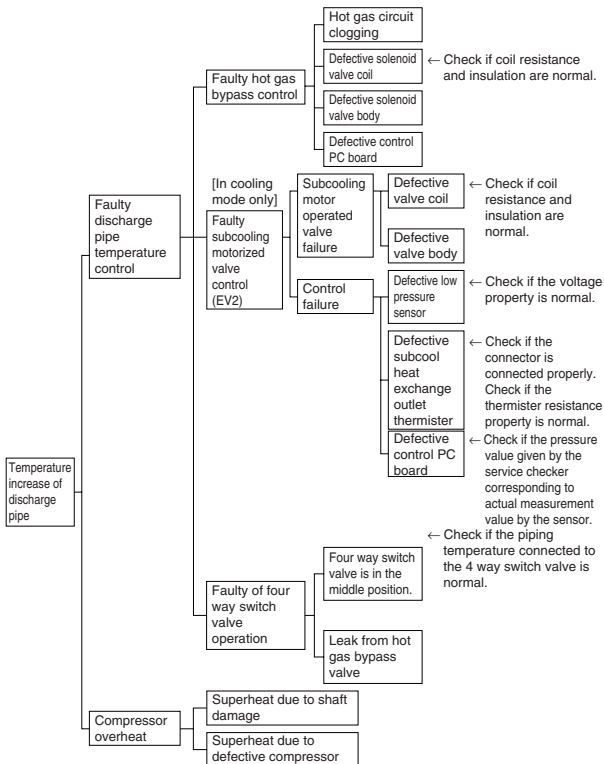 Hot gas circuit
clogging
Defective solenoid
valve coil
← Check if coil resistance
and insulation are normal.
Faulty hot gas
bypass control
Defective solenoid
valve body
Defective control
PC board
[In cooling
mode only]
Faulty
subcooling
motorized
valve
control
(EV2)
Subcooling
motor
operated
valve
failure
Defective
valve coil
← Check if coil
resistance and
insulation are
normal.
Defective
valve body
Faulty
discharge
pipe
temperature
control
Control
failure
Defective low
pressure
sensor
← Check if the voltage
property is normal.
Defective
subcool
heat
exchange
outlet
thermister
← Check if the
connector is
connected properly.
Check if the
thermister resistance
property is normal.
Defective
control PC
board
← Check if the pressure
value given by the
service checker
corresponding to
actual measurement
value by the sensor.
Temperature
increase of
discharge
pipe
← Check if the piping
temperature connected to
the 4 way switch valve is
normal.
Four way switch
valve is in the
middle position.
Faulty of four
way switch
valve
operation
Leak from hot
gas bypass
valve
Compressor
overheat
Superheat due to shaft
damage
Superheat due to
defective compressor